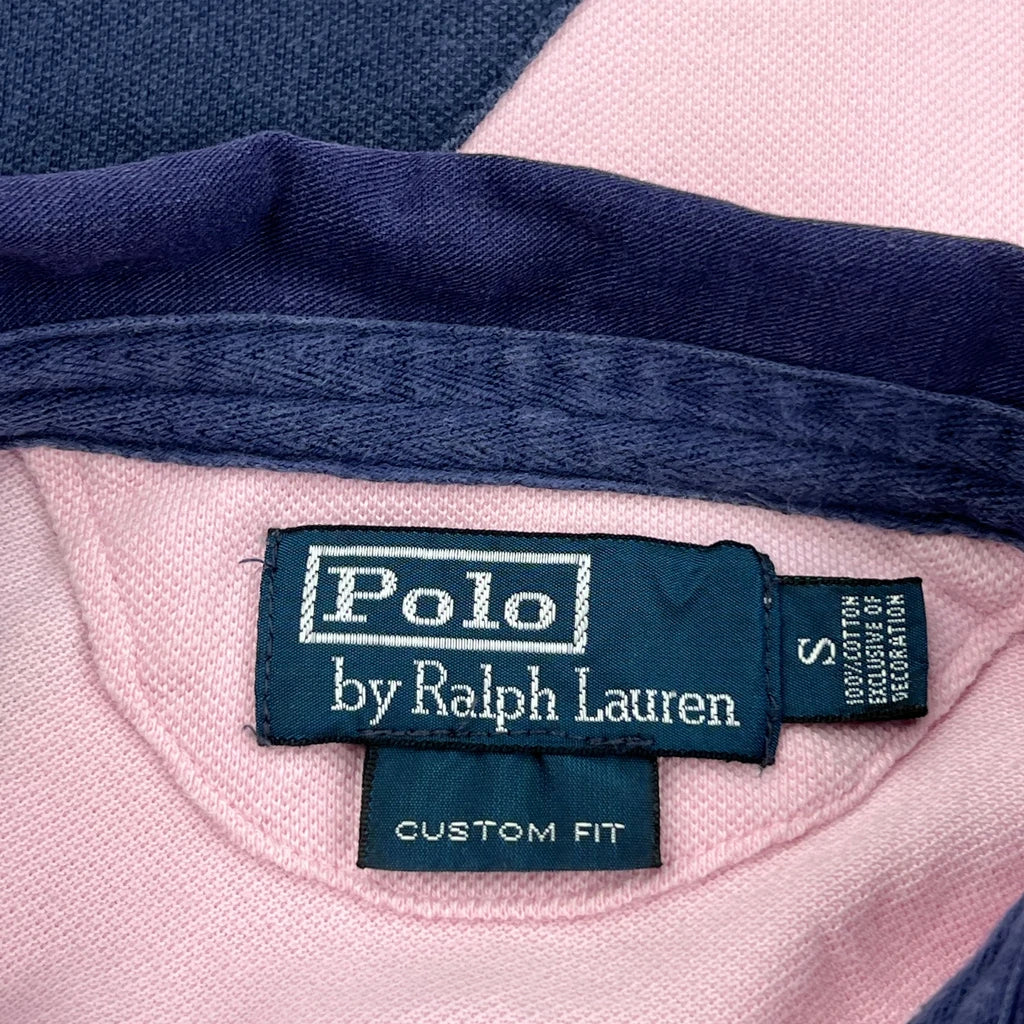 Polo
by Ralph Lauren
S
100%COTTON
EXCLUSIVE OF
DECORATION
CUSTOM FIT